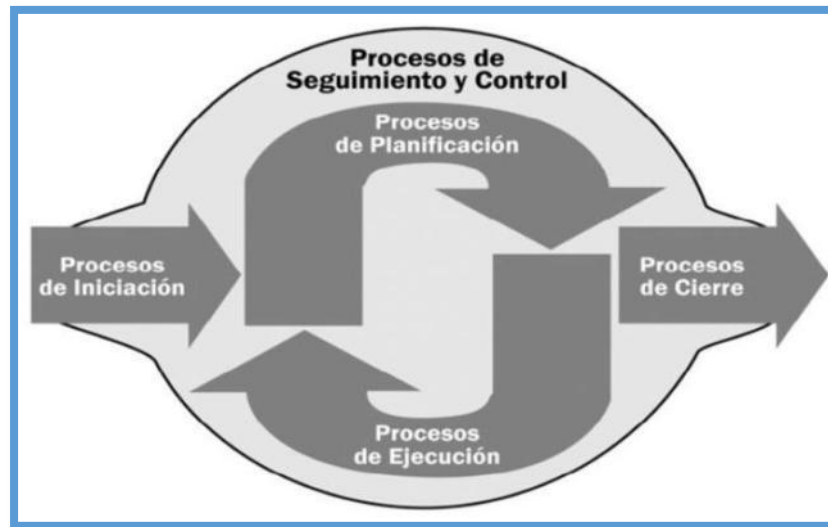 Procesos de
Seguimiento y Control
Procesos
de Planificación
Procesos
de Iniciación
Procesos
de Cierre
Procesos
de Ejecución